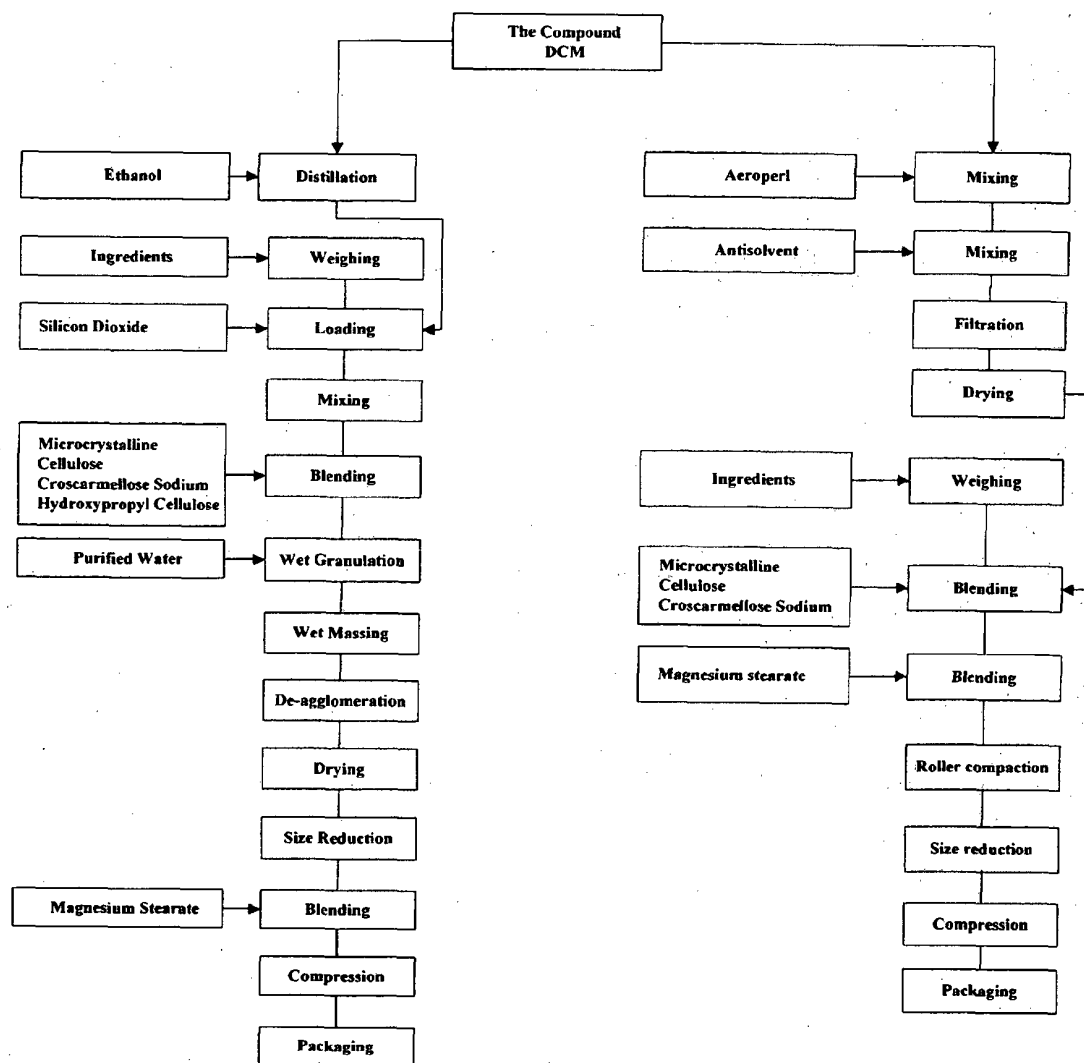 The Compound
DCM
Ethanol
Distillation
Ingredients
Weighing
Silicon Dioxide
Loading
Mixing
Microcrystalline
Cellulose
Croscarmellose Sodium
Hydroxypropyl Cellulose
Blending
Purified Water
Wet Granulation
Wet Massing
De-agglomeration
Drying
Size Reduction
Magnesium Stearate
Blending
Compression
Packaging
Aeroperl
Mixing
Antisolvent
Mixing
Filtration
Drying
Ingredients
Weighing
Microcrystalline
Cellulose
Croscarmellose Sodium
Blending
Magnesium stearate
Blending
Roller compaction
Size reduction
Compression
Packaging